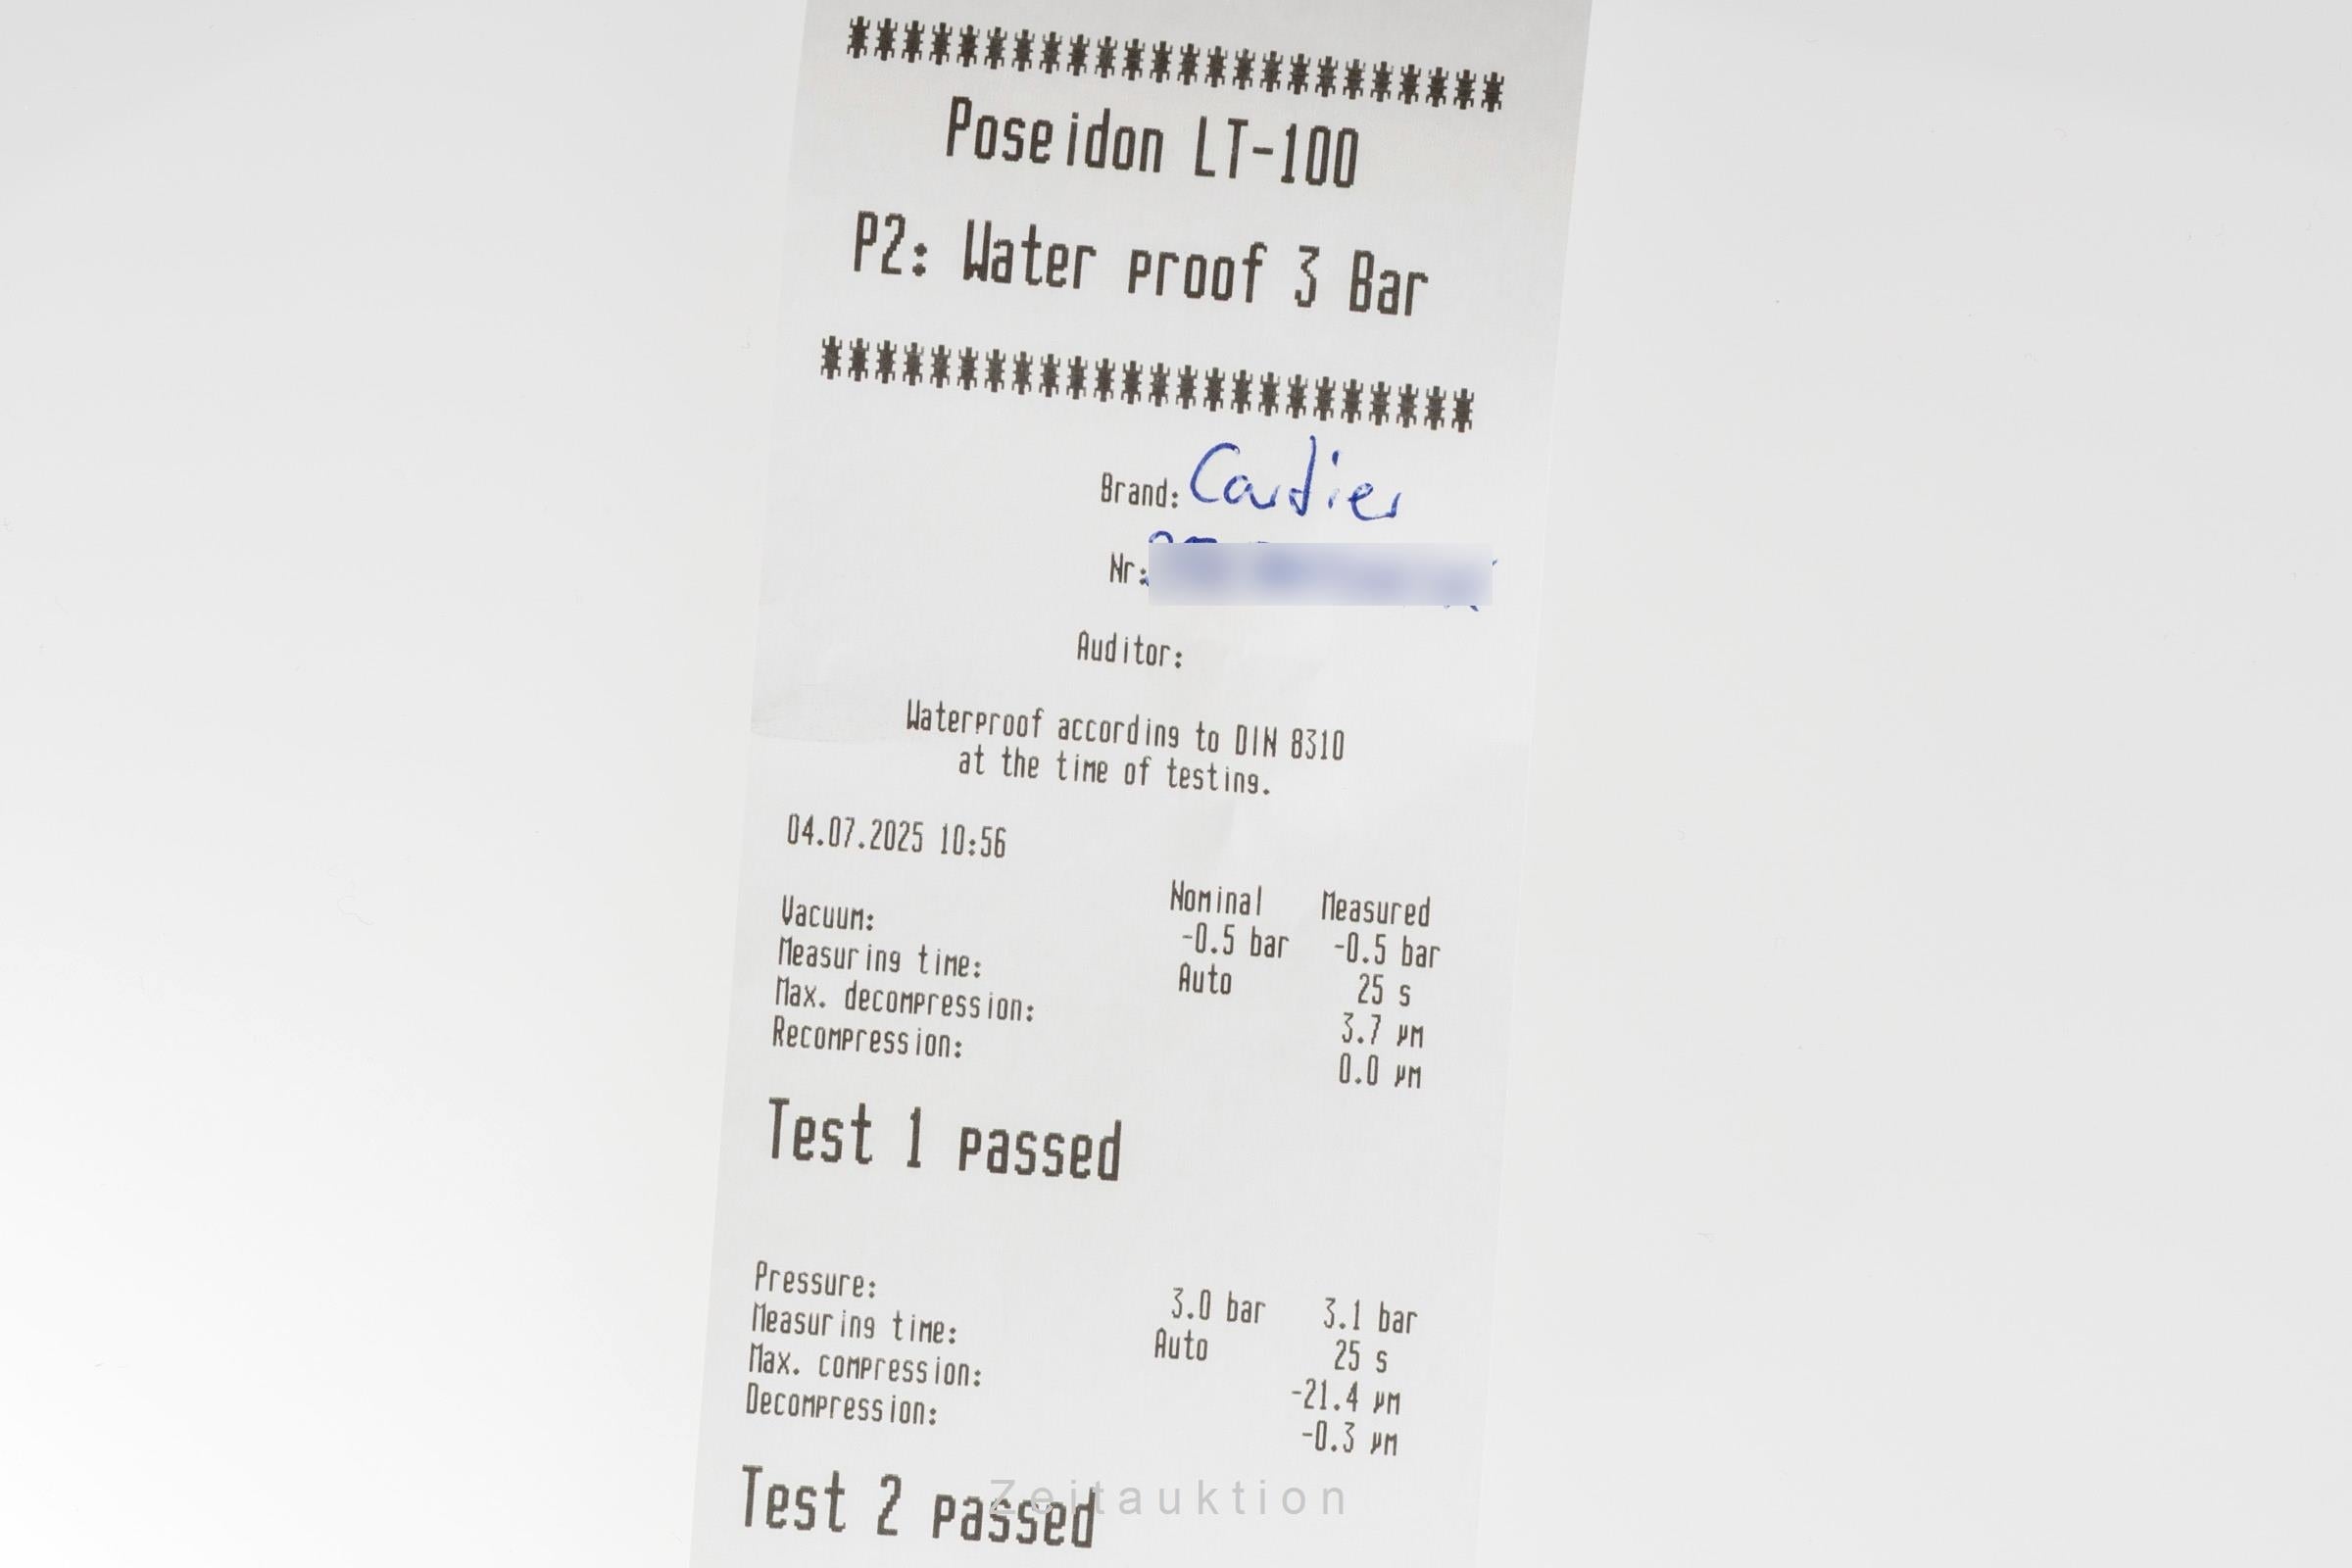 ************************
Poseidon LT-100
P2: Water proof 3 Bar
************************
Brand: Cartier
Nr:
Auditor:
Waterproof according to DIN 8310
at the time of testing.
04.07.2025 10:56
Nominal Measured
Vacuum: -0.5 bar -0.5 bar
Measuring time: Auto 25 s
Max. decompression: 3.7 µm
Recompression: 0.0 µm
Test 1 passed
Pressure: 3.0 bar 3.1 bar
Measuring time: Auto 25 s
Max. compression: -21.4 µm
Decompression: -0.3 µm
Test 2 passed
Zeitauktion